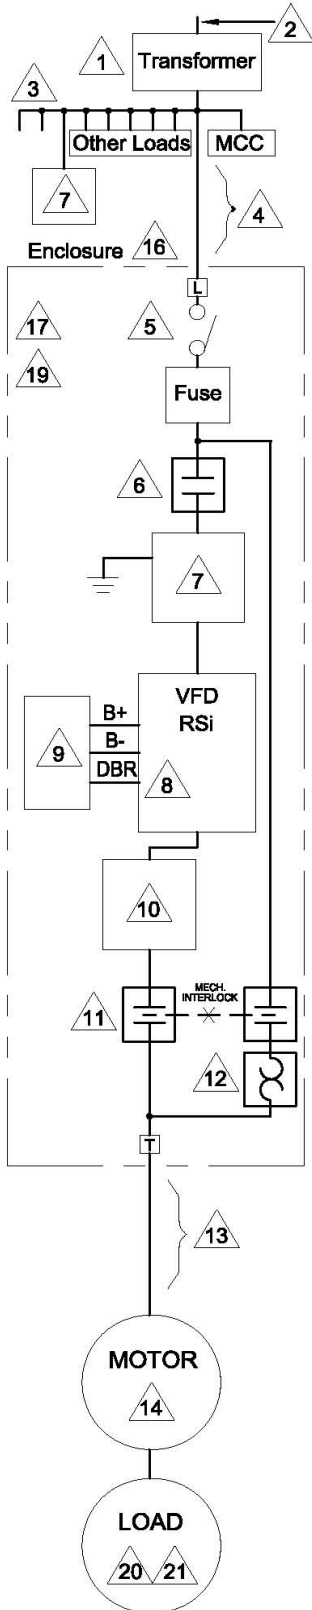 2
1
Transformer
3
Other Loads
MCC
7
4
Enclosure
16
17
L
5
19
Fuse
6
7
VFD
RSi
B+
B-
DBR
9
8
10
MECH.
INTERLOCK
11
12
T
13
MOTOR
14
LOAD
20
21